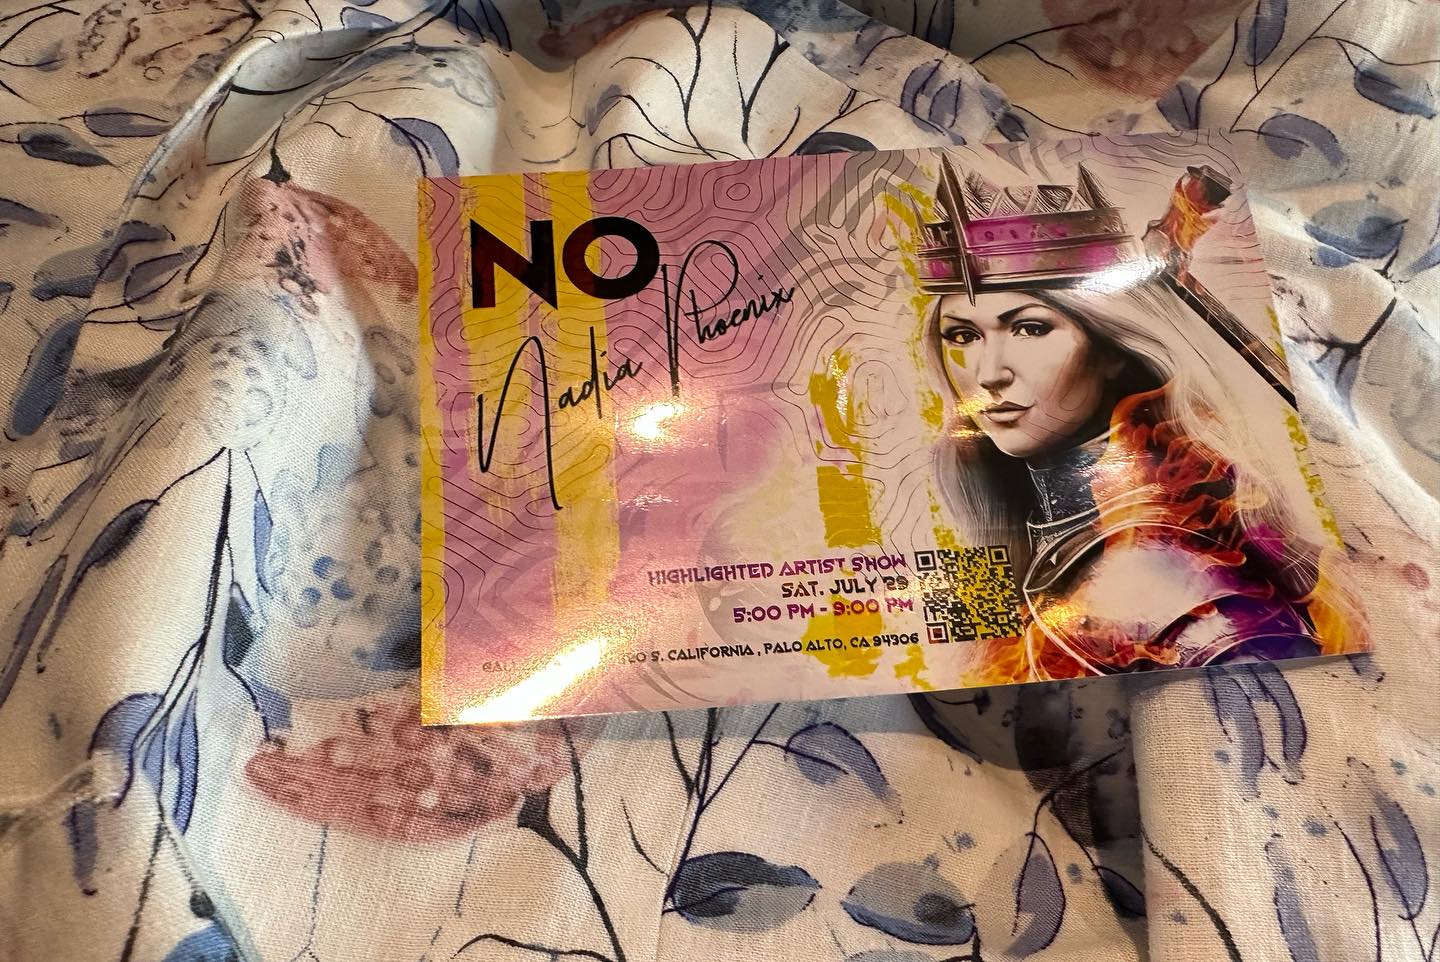 NO
Nadia Phoenix
HIGHLIGHTED ARTIST SHOW
SAT. JULY 29
5:00 PM - 9:00 PM
S. CALIFORNIA, PALO ALTO, CA 94306